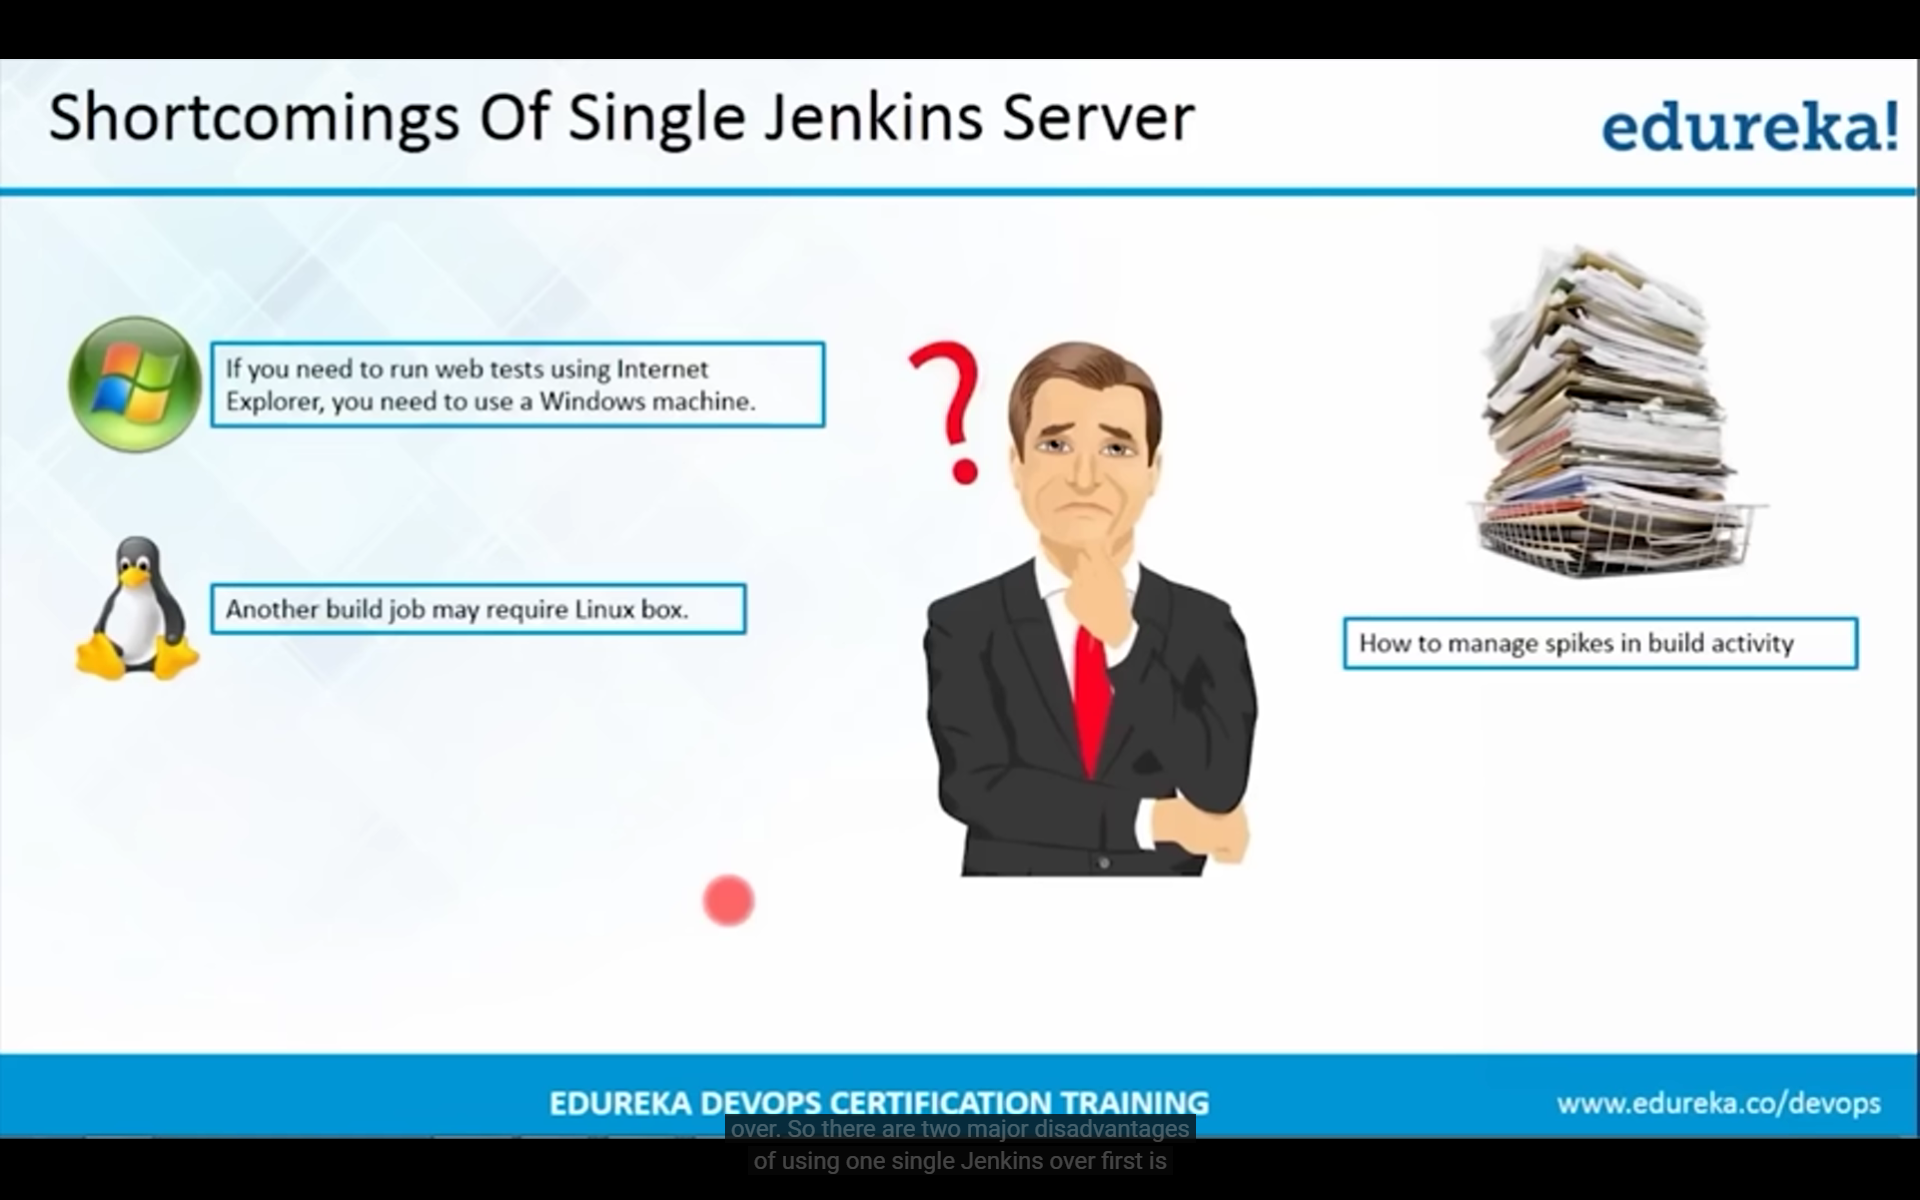 Shortcomings Of Single Jenkins Server
edureka!
If you need to run web tests using Internet
Explorer, you need to use a Windows machine.
?
Another build job may require Linux box.
How to manage spikes in build activity
EDUREKA DEVOPS CERTIFICATION TRAINING
www.edureka.co/devops
over. So there are two major disadvantages
of using one single Jenkins over first is